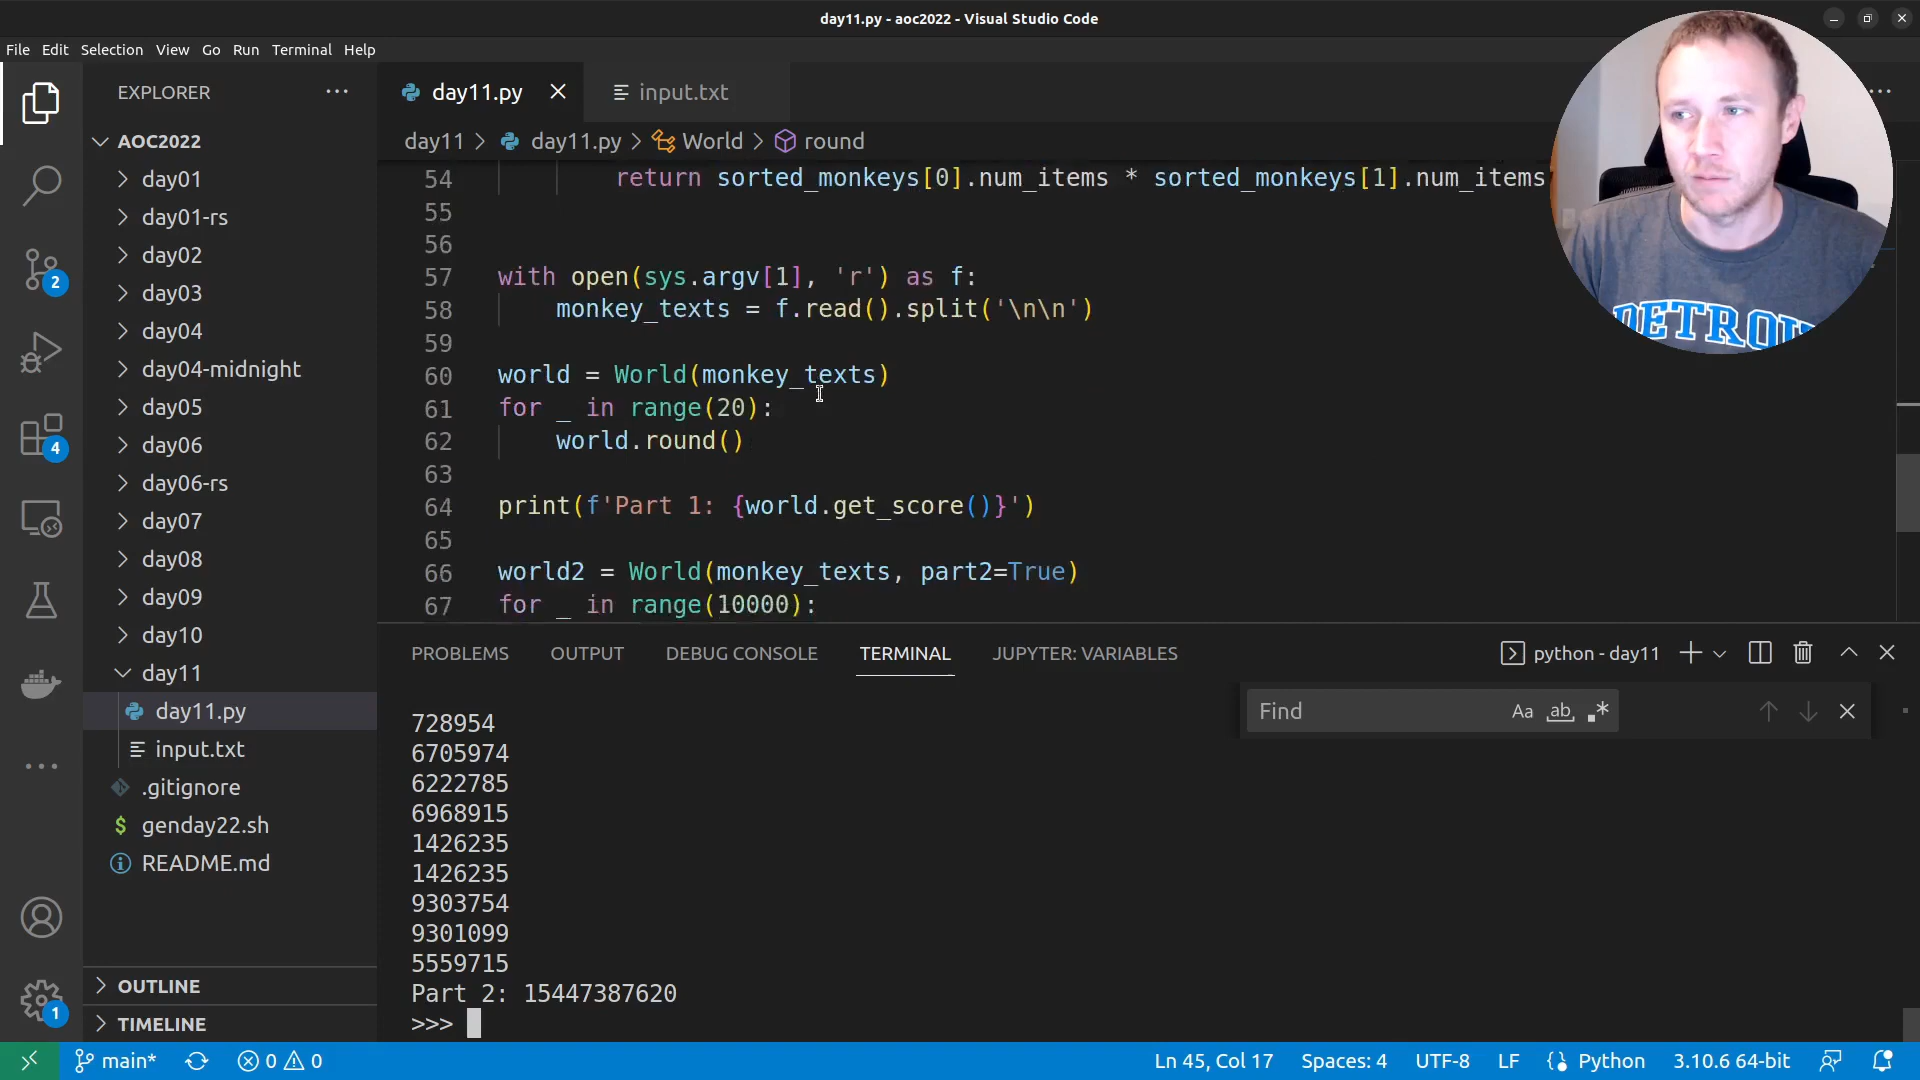 day11.py - aoc2022 - Visual Studio Code
File Edit Selection View Go Run Terminal Help
EXPLORER
AOC2022
day01
day01-rs
day02
day03
day04
day04-midnight
day05
day06
day06-rs
day07
day08
day09
day10
day11
day11.py
input.txt
.gitignore
$ genday22.sh
README.md
OUTLINE
TIMELINE
2
4
1
day11.py input.txt
day11 > day11.py > World > round
54 return sorted_monkeys[0].num_items * sorted_monkeys[1].num_items
55
56
57 with open(sys.argv[1], 'r') as f:
58 monkey_texts = f.read().split('\n\n')
59
60 world = World(monkey_texts)
61 for _ in range(20):
62 world.round()
63
64 print(f'Part 1: {world.get_score()}')
65
66 world2 = World(monkey_texts, part2=True)
67 for _ in range(10000):
DETROI
PROBLEMS OUTPUT DEBUG CONSOLE TERMINAL JUPYTER: VARIABLES
python - day11
Find Aa ab .*
728954
6705974
6222785
6968915
1426235
1426235
9303754
9301099
5559715
Part 2: 15447387620
>>>
main* 0 0 Ln 45, Col 17 Spaces: 4 UTF-8 LF Python 3.10.6 64-bit